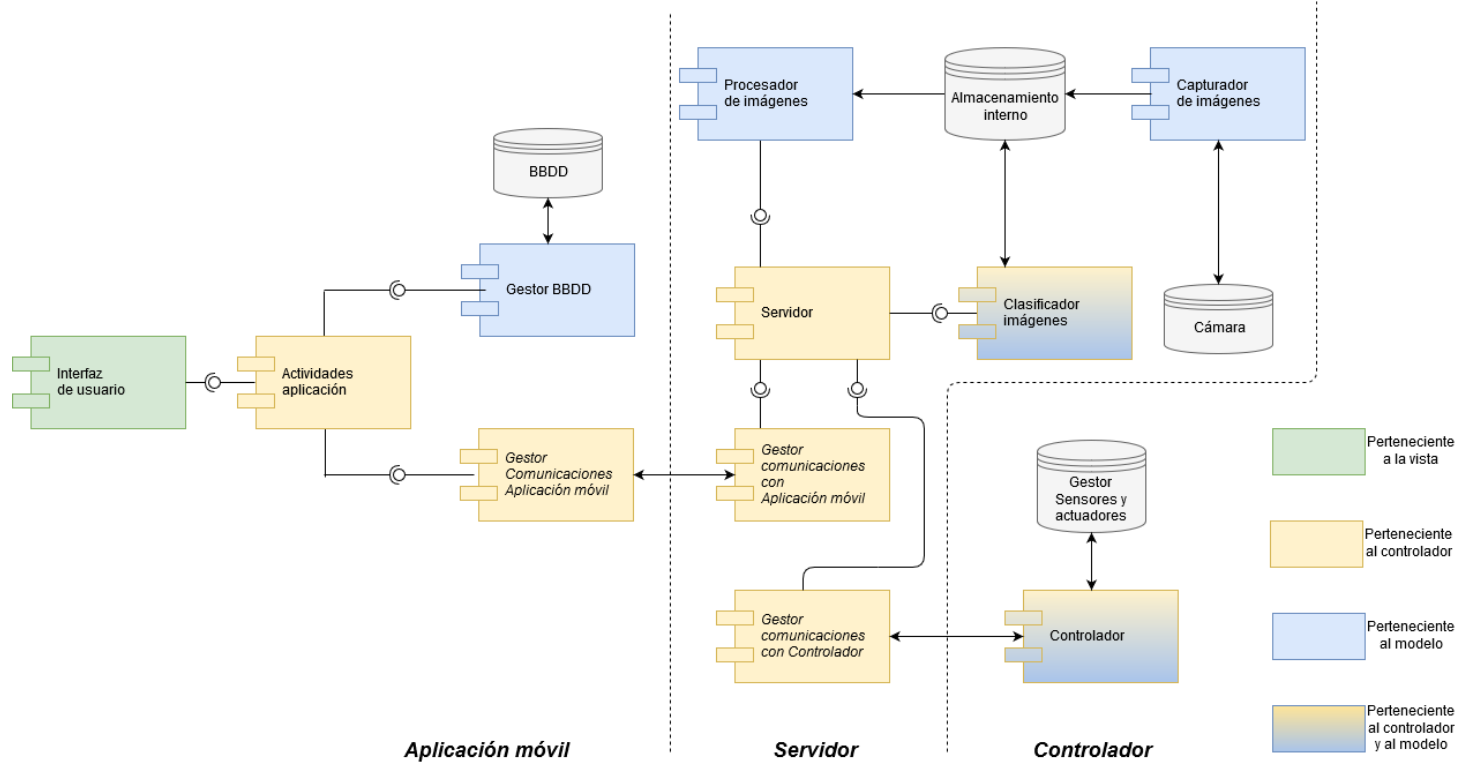 Procesador
de imágenes
Almacenamiento
interno
Capturador
de imágenes
BBDD
Gestor BBDD
Servidor
Clasificador
imágenes
Cámara
Interfaz
de usuario
Actividades
aplicación
Gestor
Comunicaciones
Aplicación móvil
Gestor
comunicaciones
con
Aplicación móvil
Gestor
Sensores y
actuadores
Gestor
comunicaciones
con Controlador
Controlador
Perteneciente
a la vista
Perteneciente
al controlador
Perteneciente
al modelo
Perteneciente
al controlador
y al modelo
Aplicación móvil
Servidor
Controlador